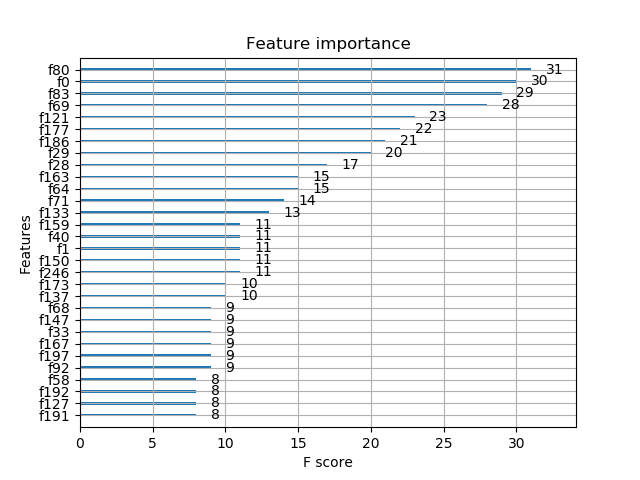 Feature importance
Features
f80 31
f0 30
f83 29
f69 28
f121 23
f177 22
f186 21
f29 20
f28 17
f163 15
f64 15
f71 14
f133 13
f159 11
f40 11
f1 11
f150 11
f246 11
f173 10
f137 10
f68 9
f147 9
f33 9
f167 9
f197 9
f92 9
f58 8
f192 8
f127 8
f191 8
0 5 10 15 20 25 30
F score